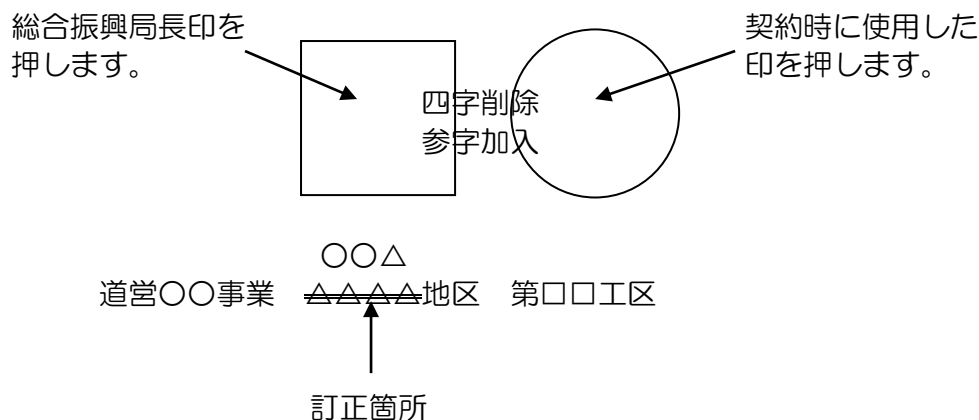 総合振興局長印を
押します。
契約時に使用した
印を押します。
四字削除
参字加入
〇〇△
道営〇〇事業　△△△△地区　第□□工区
訂正箇所